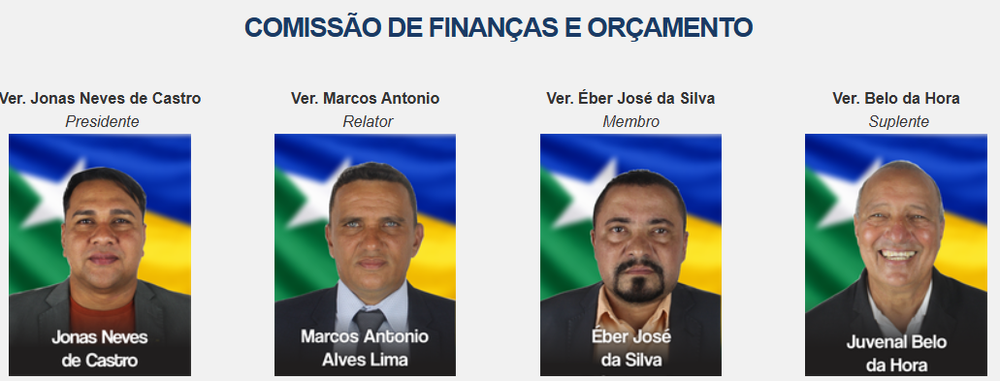 COMISSÃO DE FINANÇAS E ORÇAMENTO
Ver. Jonas Neves de Castro
Presidente
Jonas Neves
de Castro
Ver. Marcos Antonio
Relator
Marcos Antonio
Alves Lima
Ver. Éber José da Silva
Membro
Éber José
da Silva
Ver. Belo da Hora
Suplente
Juvenal Belo
da Hora